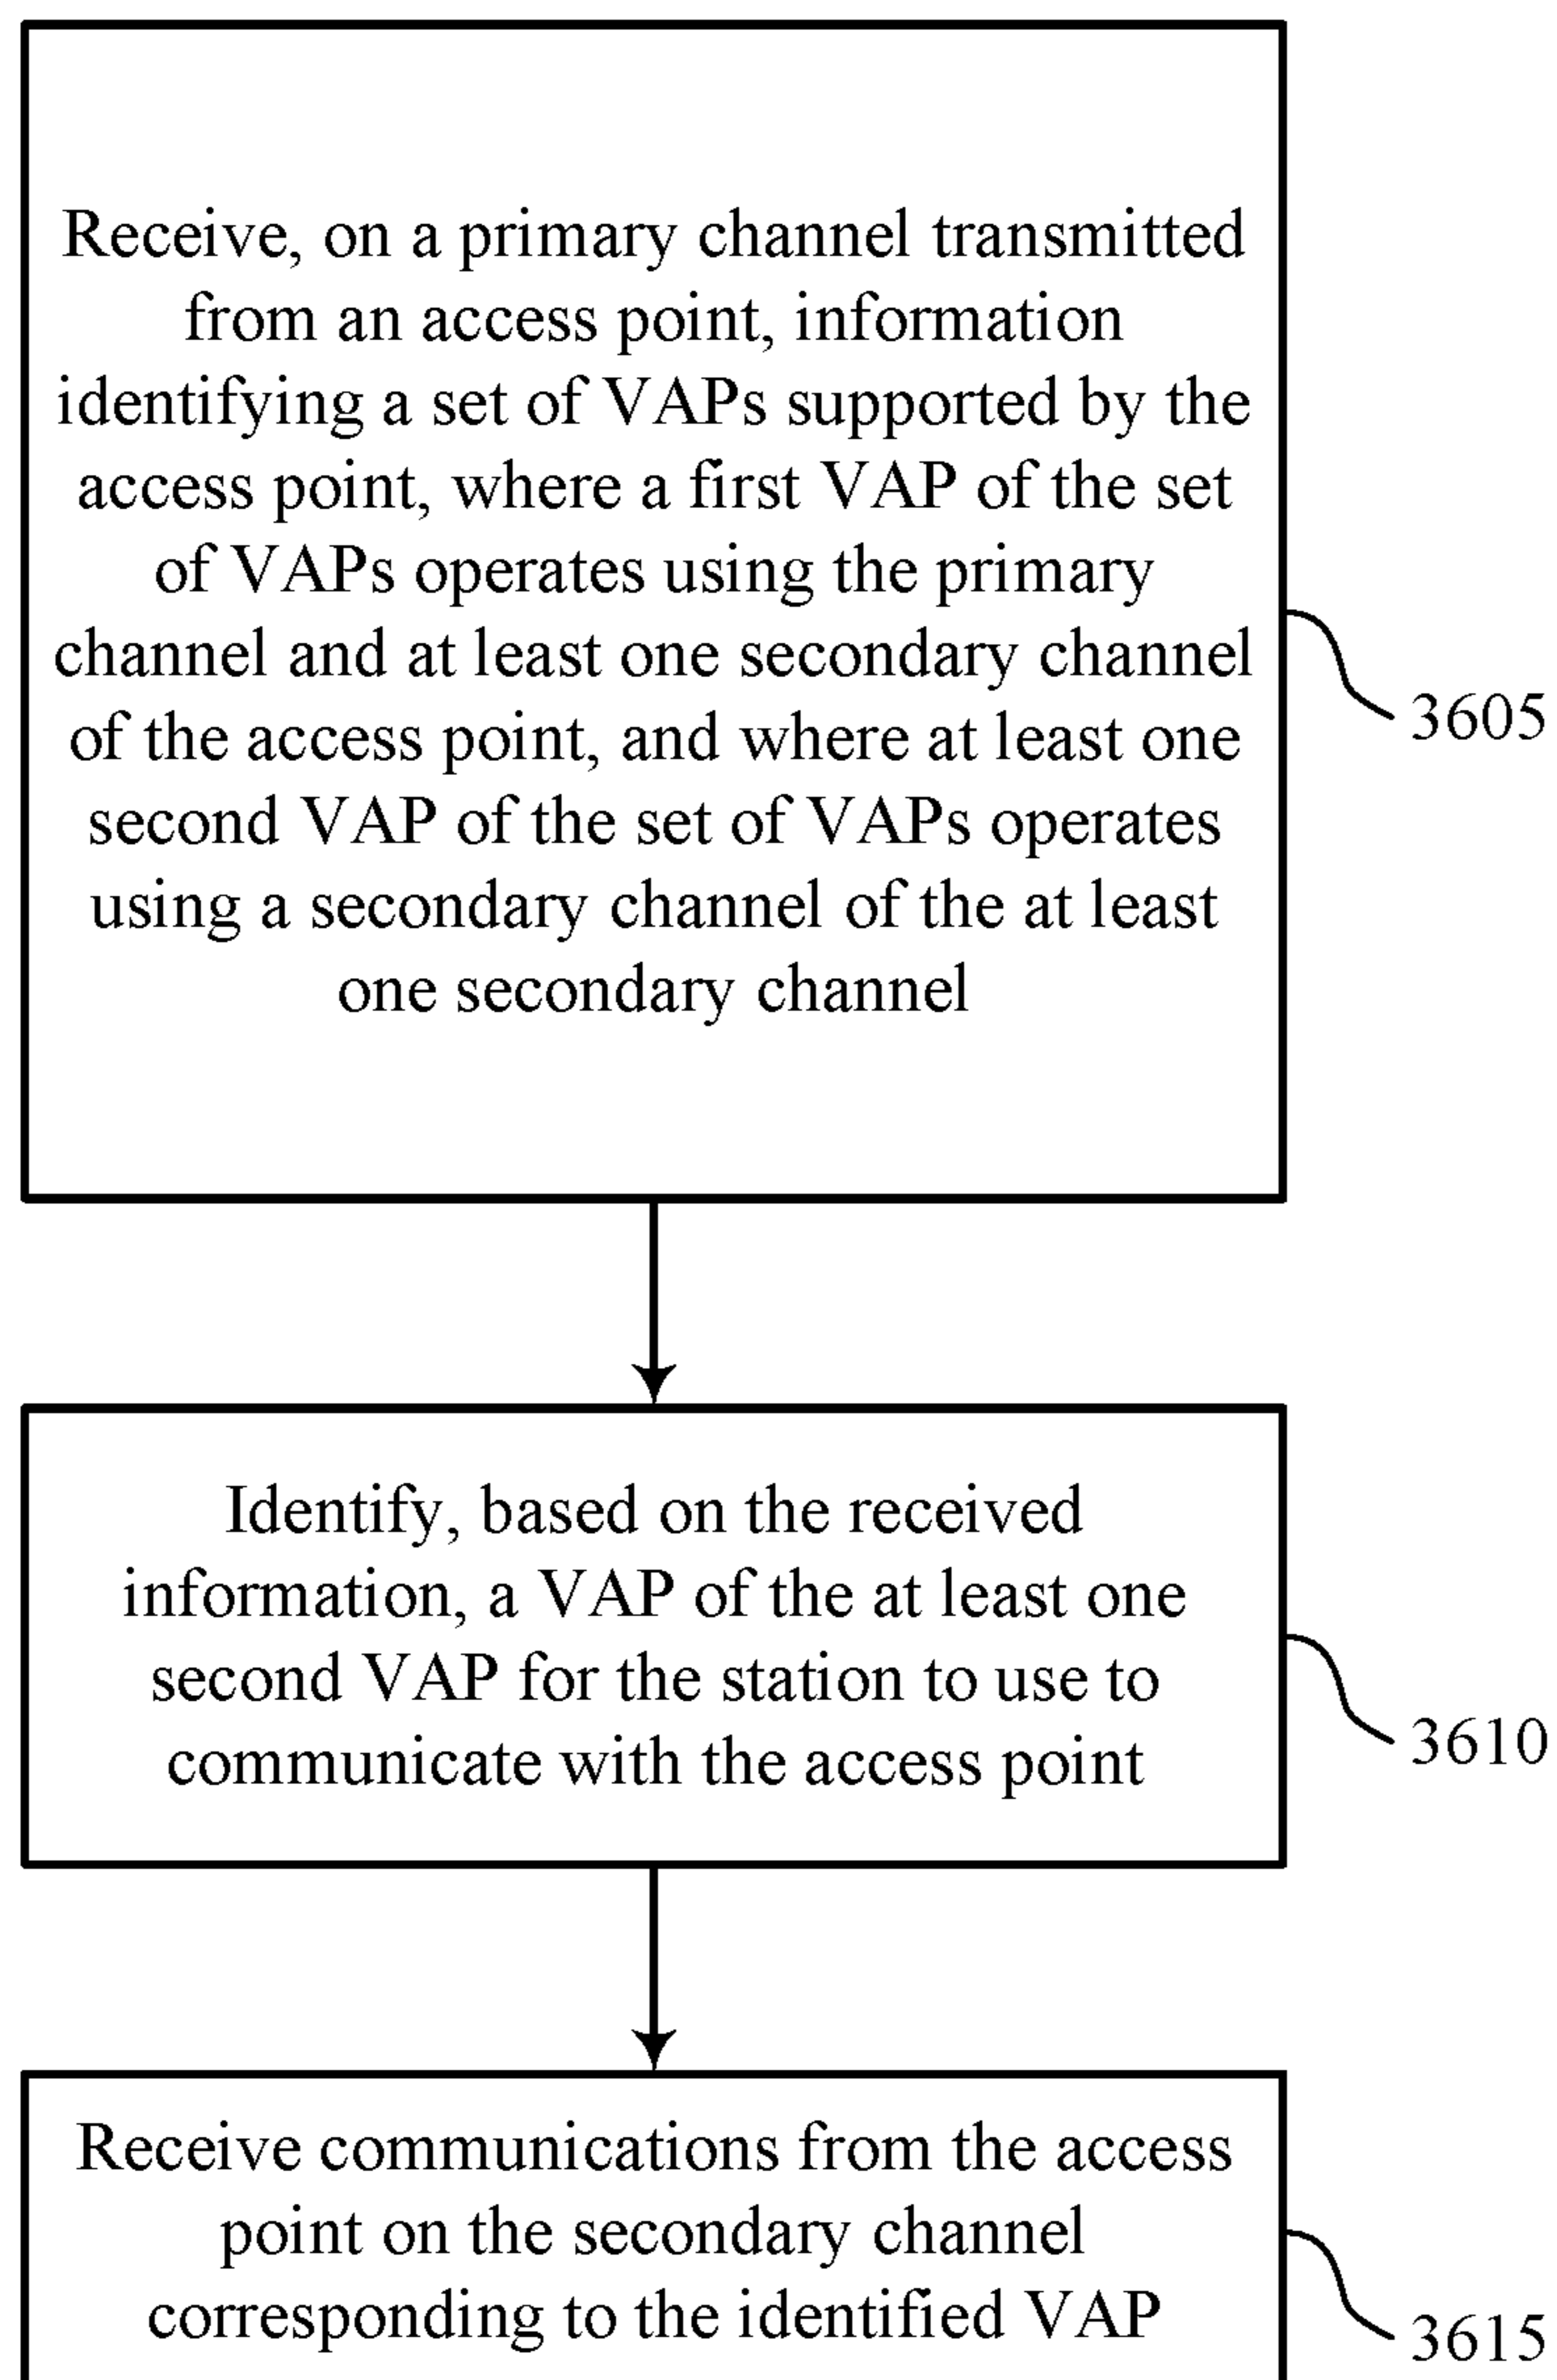 Receive, on a primary channel transmitted
from an access point, information
identifying a set of VAPs supported by the
access point, where a first VAP of the set
of VAPs operates using the primary
channel and at least one secondary channel
of the access point, and where at least one
second VAP of the set of VAPs operates
using a secondary channel of the at least
one secondary channel
3605
Identify, based on the received
information, a VAP of the at least one
second VAP for the station to use to
communicate with the access point
3610
Receive communications from the access
point on the secondary channel
corresponding to the identified VAP
3615